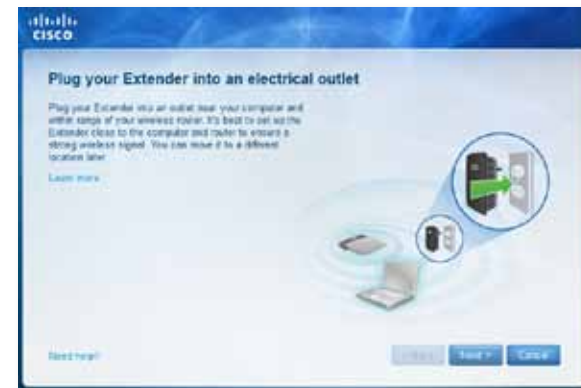 CISCO
Plug your Extender into an electrical outlet
Plug your Extender into an outlet near your computer and
within range of your wireless router. It's best to set up the
Extender close to the computer and router to ensure a
strong wireless signal. You can move it to a different
location later.
Learn more
Need help?
Next >
Cancel